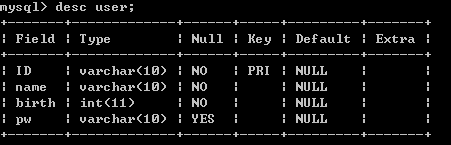 mysql> desc user;
+-------+-------------+------+-----+---------+-------+
| Field | Type        | Null | Key | Default | Extra |
+-------+-------------+------+-----+---------+-------+
| ID    | varchar(10) | NO   | PRI | NULL    |       |
| name  | varchar(10) | NO   |     | NULL    |       |
| birth | int(11)     | NO   |     | NULL    |       |
| pw    | varchar(10) | YES  |     | NULL    |       |
+-------+-------------+------+-----+---------+-------+